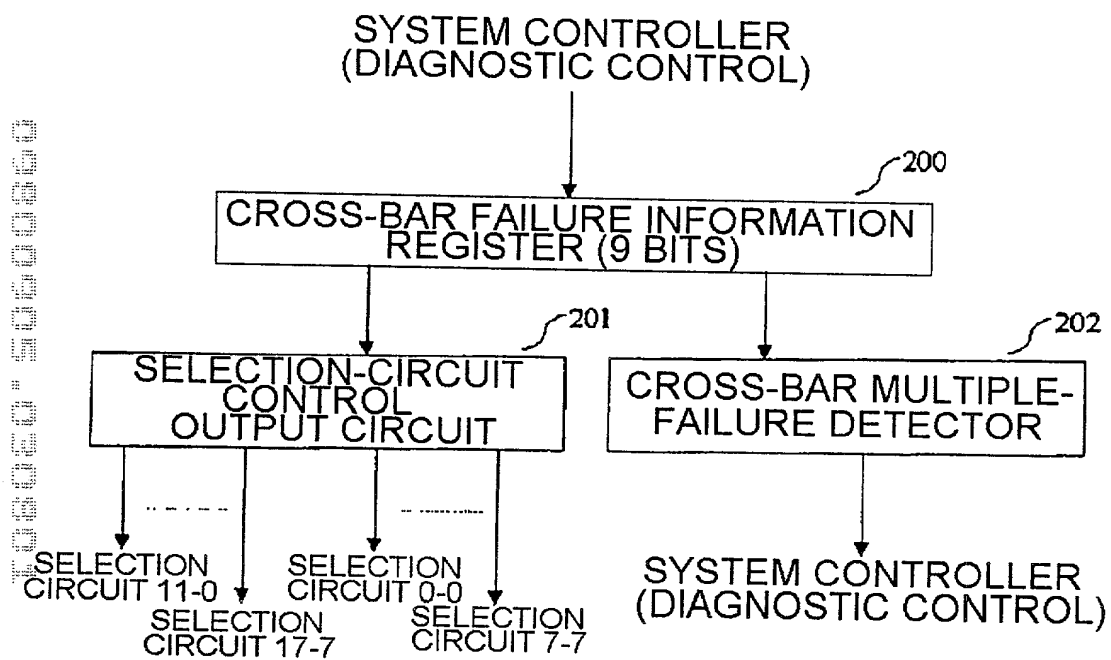 SYSTEM CONTROLLER
(DIAGNOSTIC CONTROL)
200
CROSS-BAR FAILURE INFORMATION
REGISTER (9 BITS)
201
202
SELECTION-CIRCUIT
CONTROL
OUTPUT CIRCUIT
CROSS-BAR MULTIPLE-
FAILURE DETECTOR
SELECTION
CIRCUIT 11-0
SELECTION
CIRCUIT 0-0
SELECTION
CIRCUIT 17-7
SELECTION
CIRCUIT 7-7
SYSTEM CONTROLLER
(DIAGNOSTIC CONTROL)